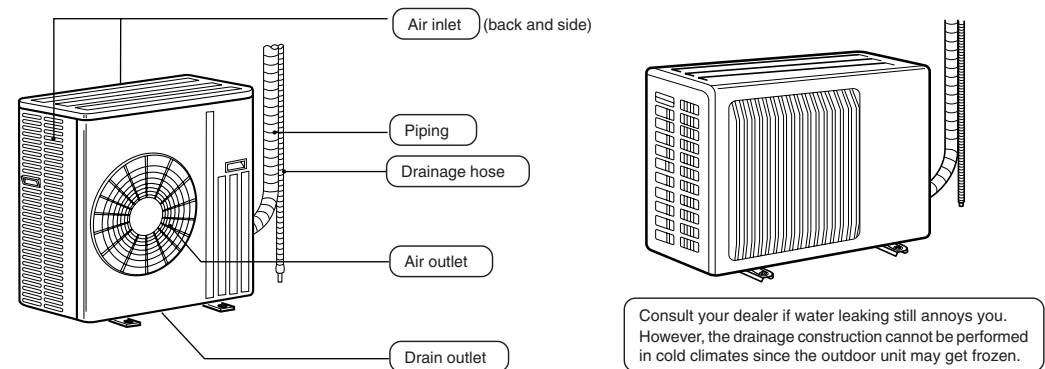 Air inlet (back and side)
Piping
Drainage hose
Air outlet
Drain outlet
Consult your dealer if water leaking still annoys you.
However, the drainage construction cannot be performed
in cold climates since the outdoor unit may get frozen.